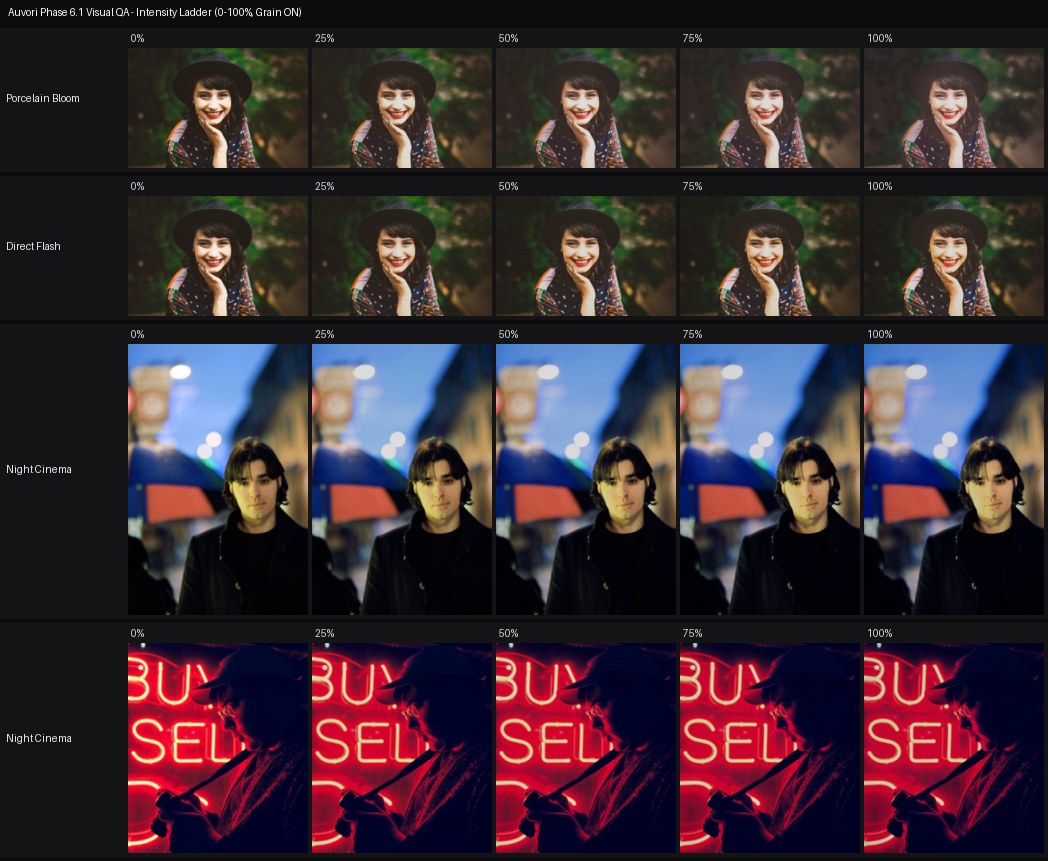 Auvori Phase 6.1 Visual QA - Intensity Ladder (0-100%, Grain ON)
0% 25% 50% 75% 100%
Porcelain Bloom
0% 25% 50% 75% 100%
Direct Flash
0% 25% 50% 75% 100%
Night Cinema
0% 25% 50% 75% 100%
BUY BUY BUY BUY BUY
SELL SELL SELL SELL SELL
Night Cinema